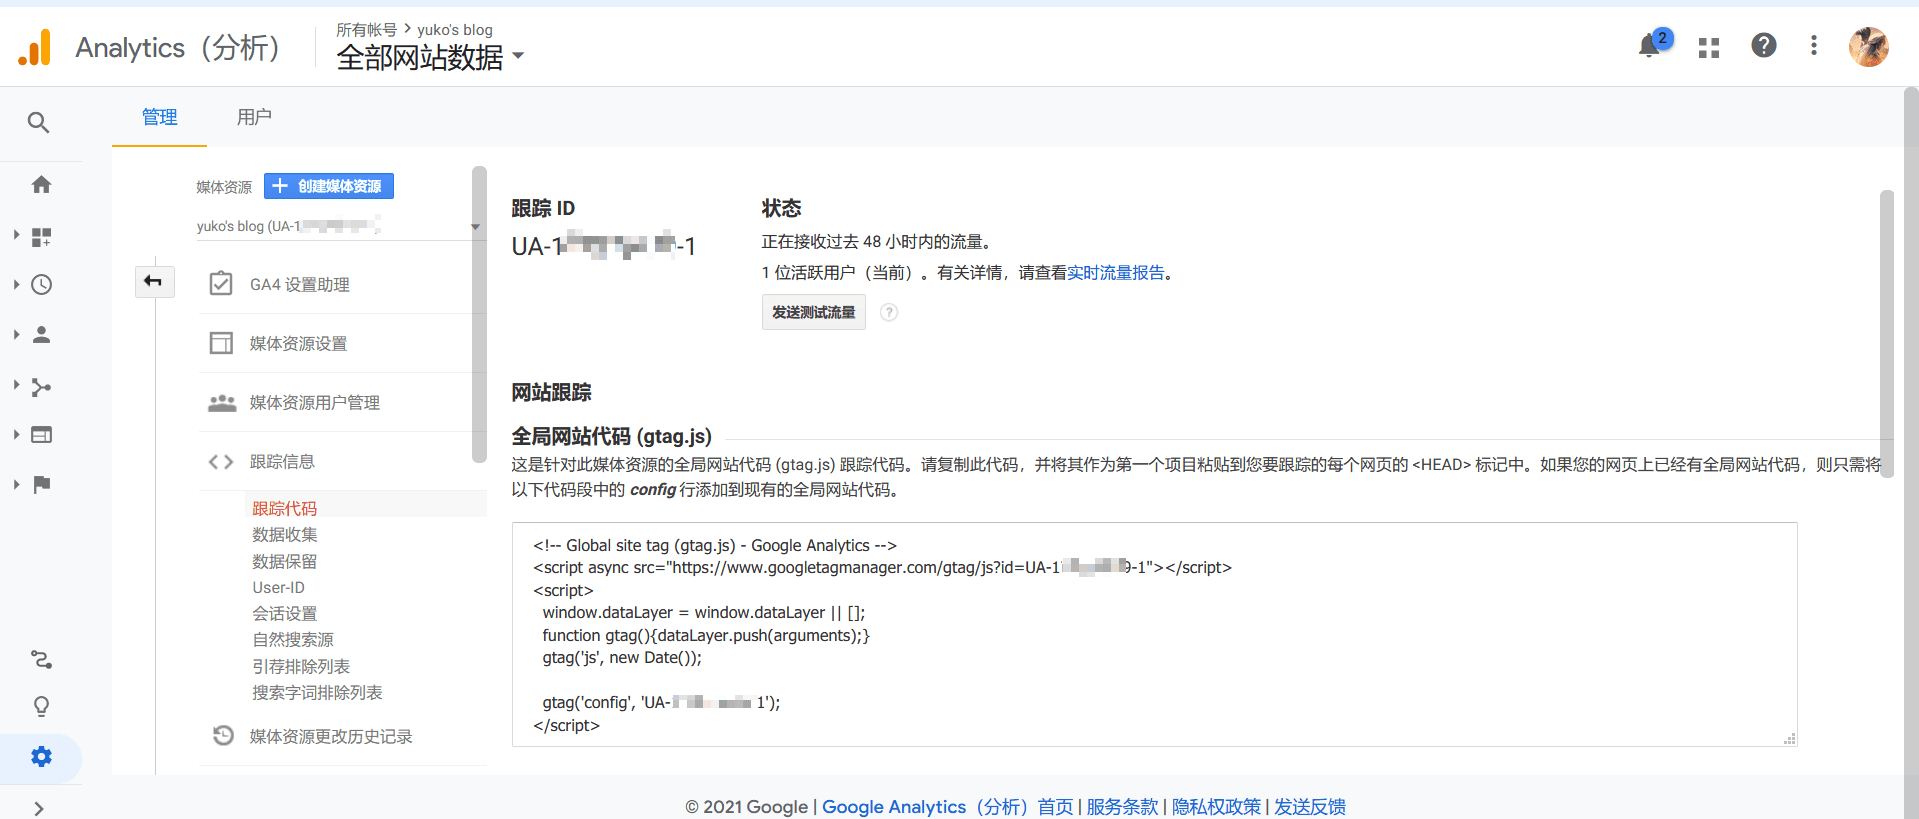 Analytics（分析）
所有帐号 > yuko's blog
全部网站数据
2
管理
用户
媒体资源
创建媒体资源
yuko's blog (UA-1
GA4 设置助理
媒体资源设置
媒体资源用户管理
跟踪信息
跟踪代码
数据收集
数据保留
User-ID
会话设置
自然搜索源
引荐排除列表
搜索字词排除列表
媒体资源更改历史记录
跟踪 ID
UA-1 -1
状态
正在接收过去 48 小时内的流量。
1 位活跃用户（当前）。有关详情，请查看实时流量报告。
发送测试流量
网站跟踪
全局网站代码 (gtag.js)
这是针对此媒体资源的全局网站代码 (gtag.js) 跟踪代码。请复制此代码，并将其作为第一个项目粘贴到您要跟踪的每个网页的 <HEAD> 标记中。如果您的网页上已经有全局网站代码，则只需将
以下代码段中的 config 行添加到现有的全局网站代码。
<!-- Global site tag (gtag.js) - Google Analytics -->
<script async src="https://www.googletagmanager.com/gtag/js?id=UA-1 9-1"></script>
<script>
window.dataLayer = window.dataLayer || [];
function gtag(){dataLayer.push(arguments);}
gtag('js', new Date());
gtag('config', 'UA- 1');
</script>
© 2021 Google | Google Analytics（分析）首页 | 服务条款 | 隐私权政策 | 发送反馈